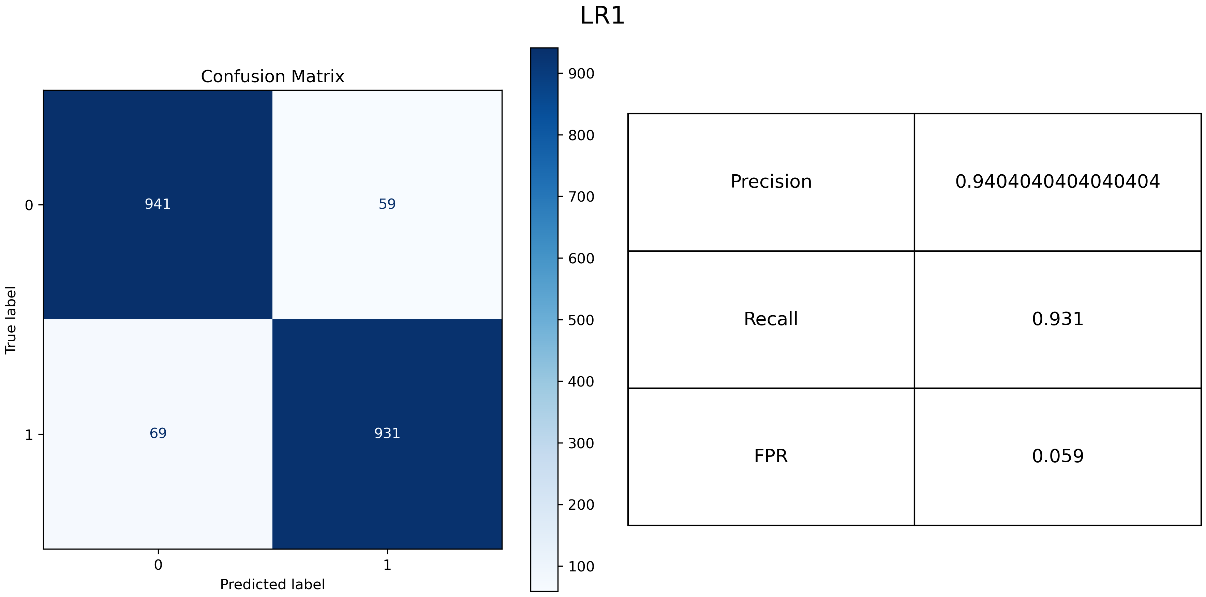 LR1
Confusion Matrix
True label
0
941
59
1
69
931
0
1
Predicted label
900
800
700
600
500
400
300
200
100
Precision
0.9404040404040404
Recall
0.931
FPR
0.059